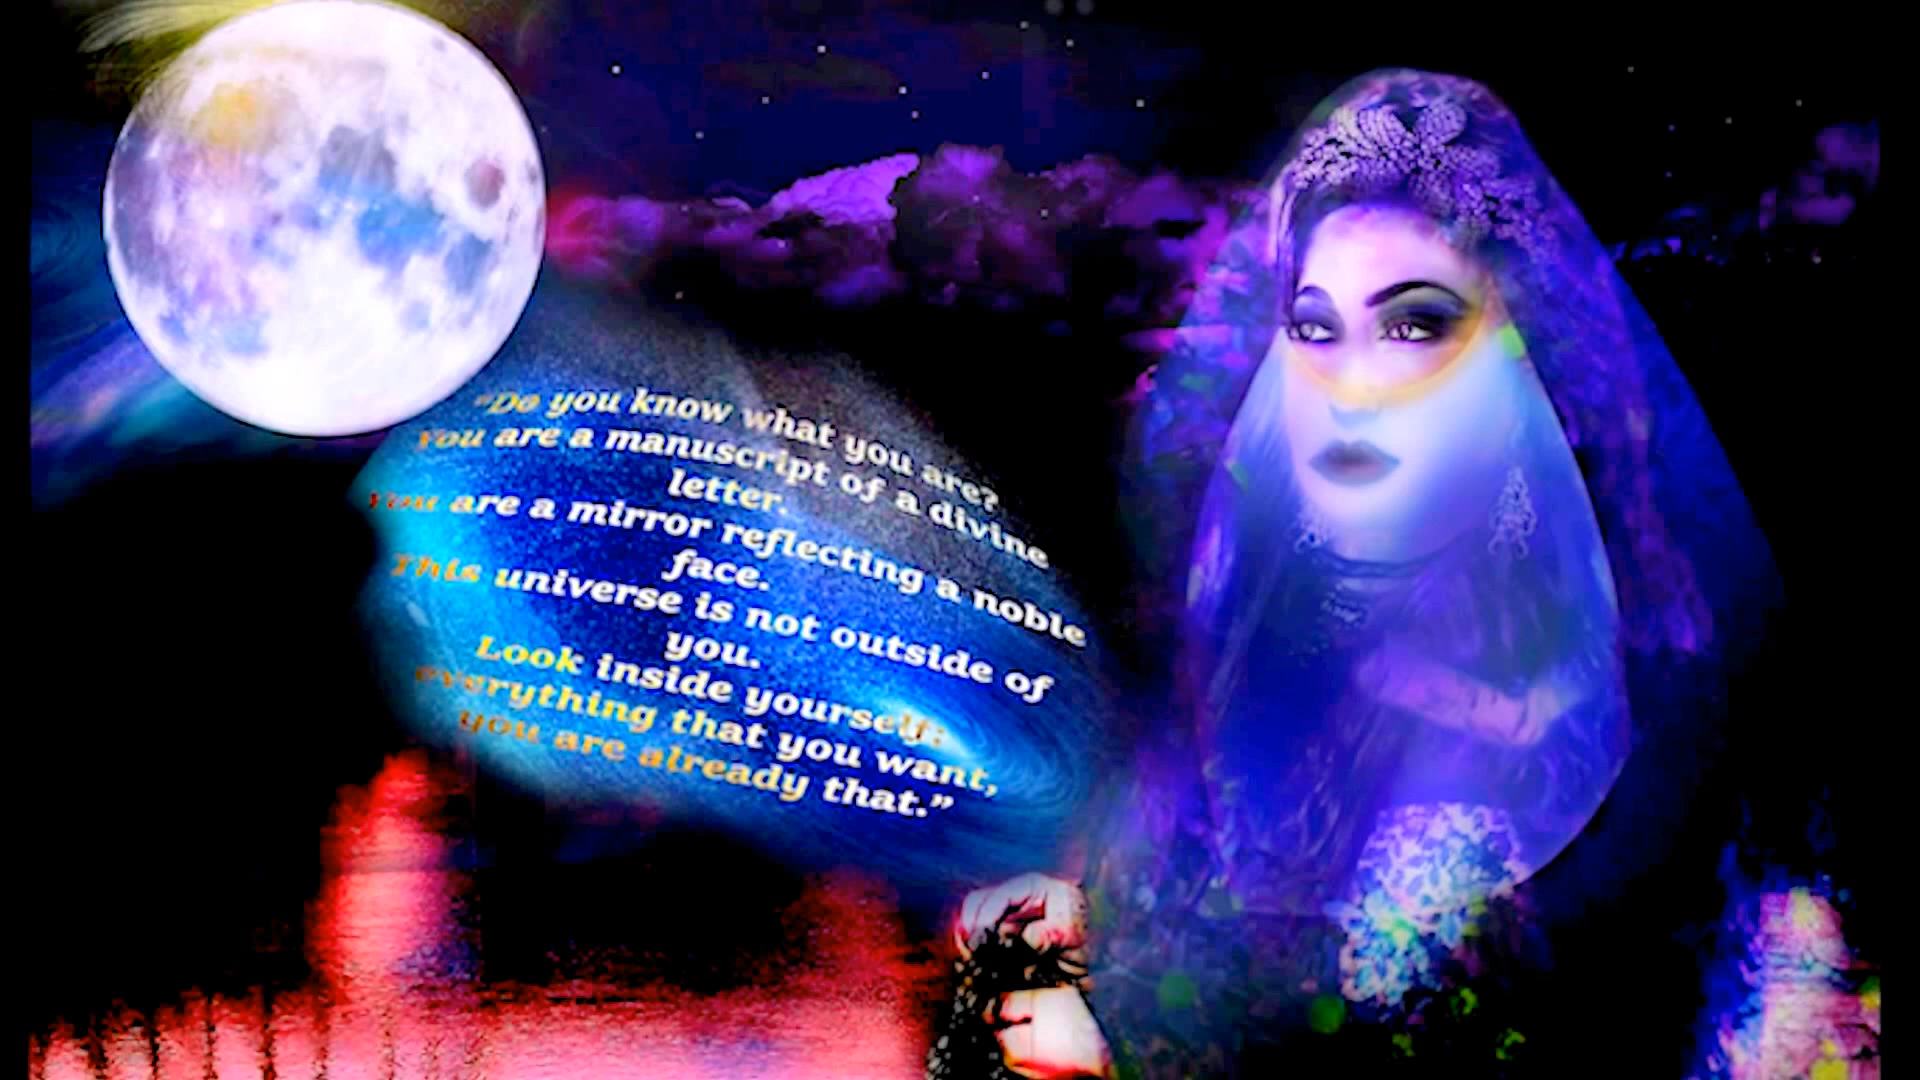 "Do you know what you are?
You are a manuscript of a divine
letter.
You are a mirror reflecting a noble
face.
This universe is not outside of
you.
Look inside yourself;
everything that you want,
you are already that.”